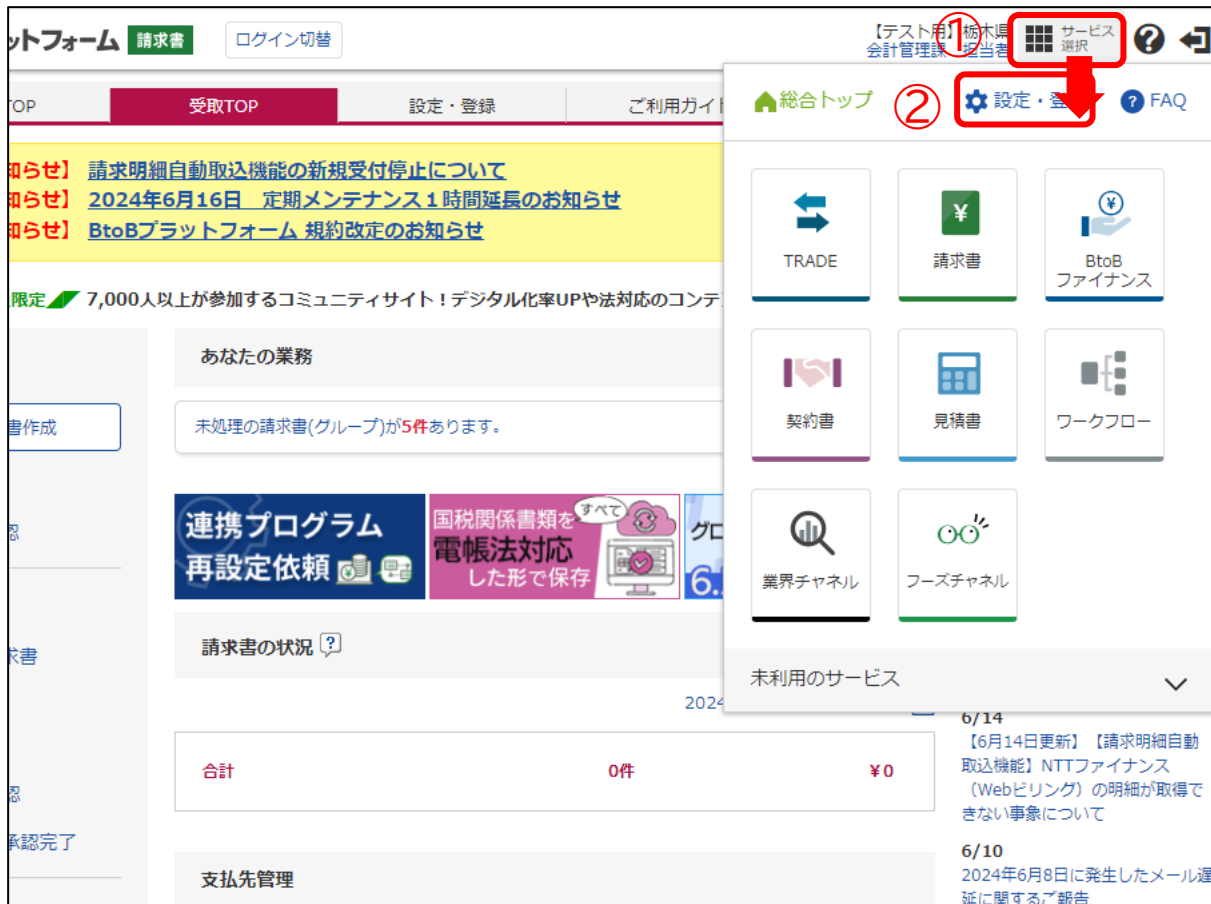 ットフォーム 請求書 ログイン切替
【テスト用】栃木県
会計管理課 担当者
①
サービス
選択
TOP 受取TOP 設定・登録 ご利用ガイド
総合トップ ② 設定・登 FAQ
知らせ】 請求明細自動取込機能の新規受付停止について
知らせ】 2024年6月16日 定期メンテナンス１時間延長のお知らせ
知らせ】 BtoBプラットフォーム 規約改定のお知らせ
限定 7,000人以上が参加するコミュニティサイト！デジタル化率UPや法対応のコンテ
TRADE
請求書
BtoB
ファイナンス
契約書
見積書
ワークフロー
業界チャネル
フーズチャネル
未利用のサービス
あなたの業務
書作成
未処理の請求書(グループ)が5件あります。
認
連携プログラム
再設定依頼
国税関係書類を
すべて
電帳法対応
した形で保存
グロ
6.
求書
請求書の状況 ?
2024
合計 0件 ¥0
認
承認完了
支払先管理
6/14
【6月14日更新】【請求明細自動
取込機能】NTTファイナンス
（Webビリング）の明細が取得で
きない事象について
6/10
2024年6月8日に発生したメール遅
延に関するご報告